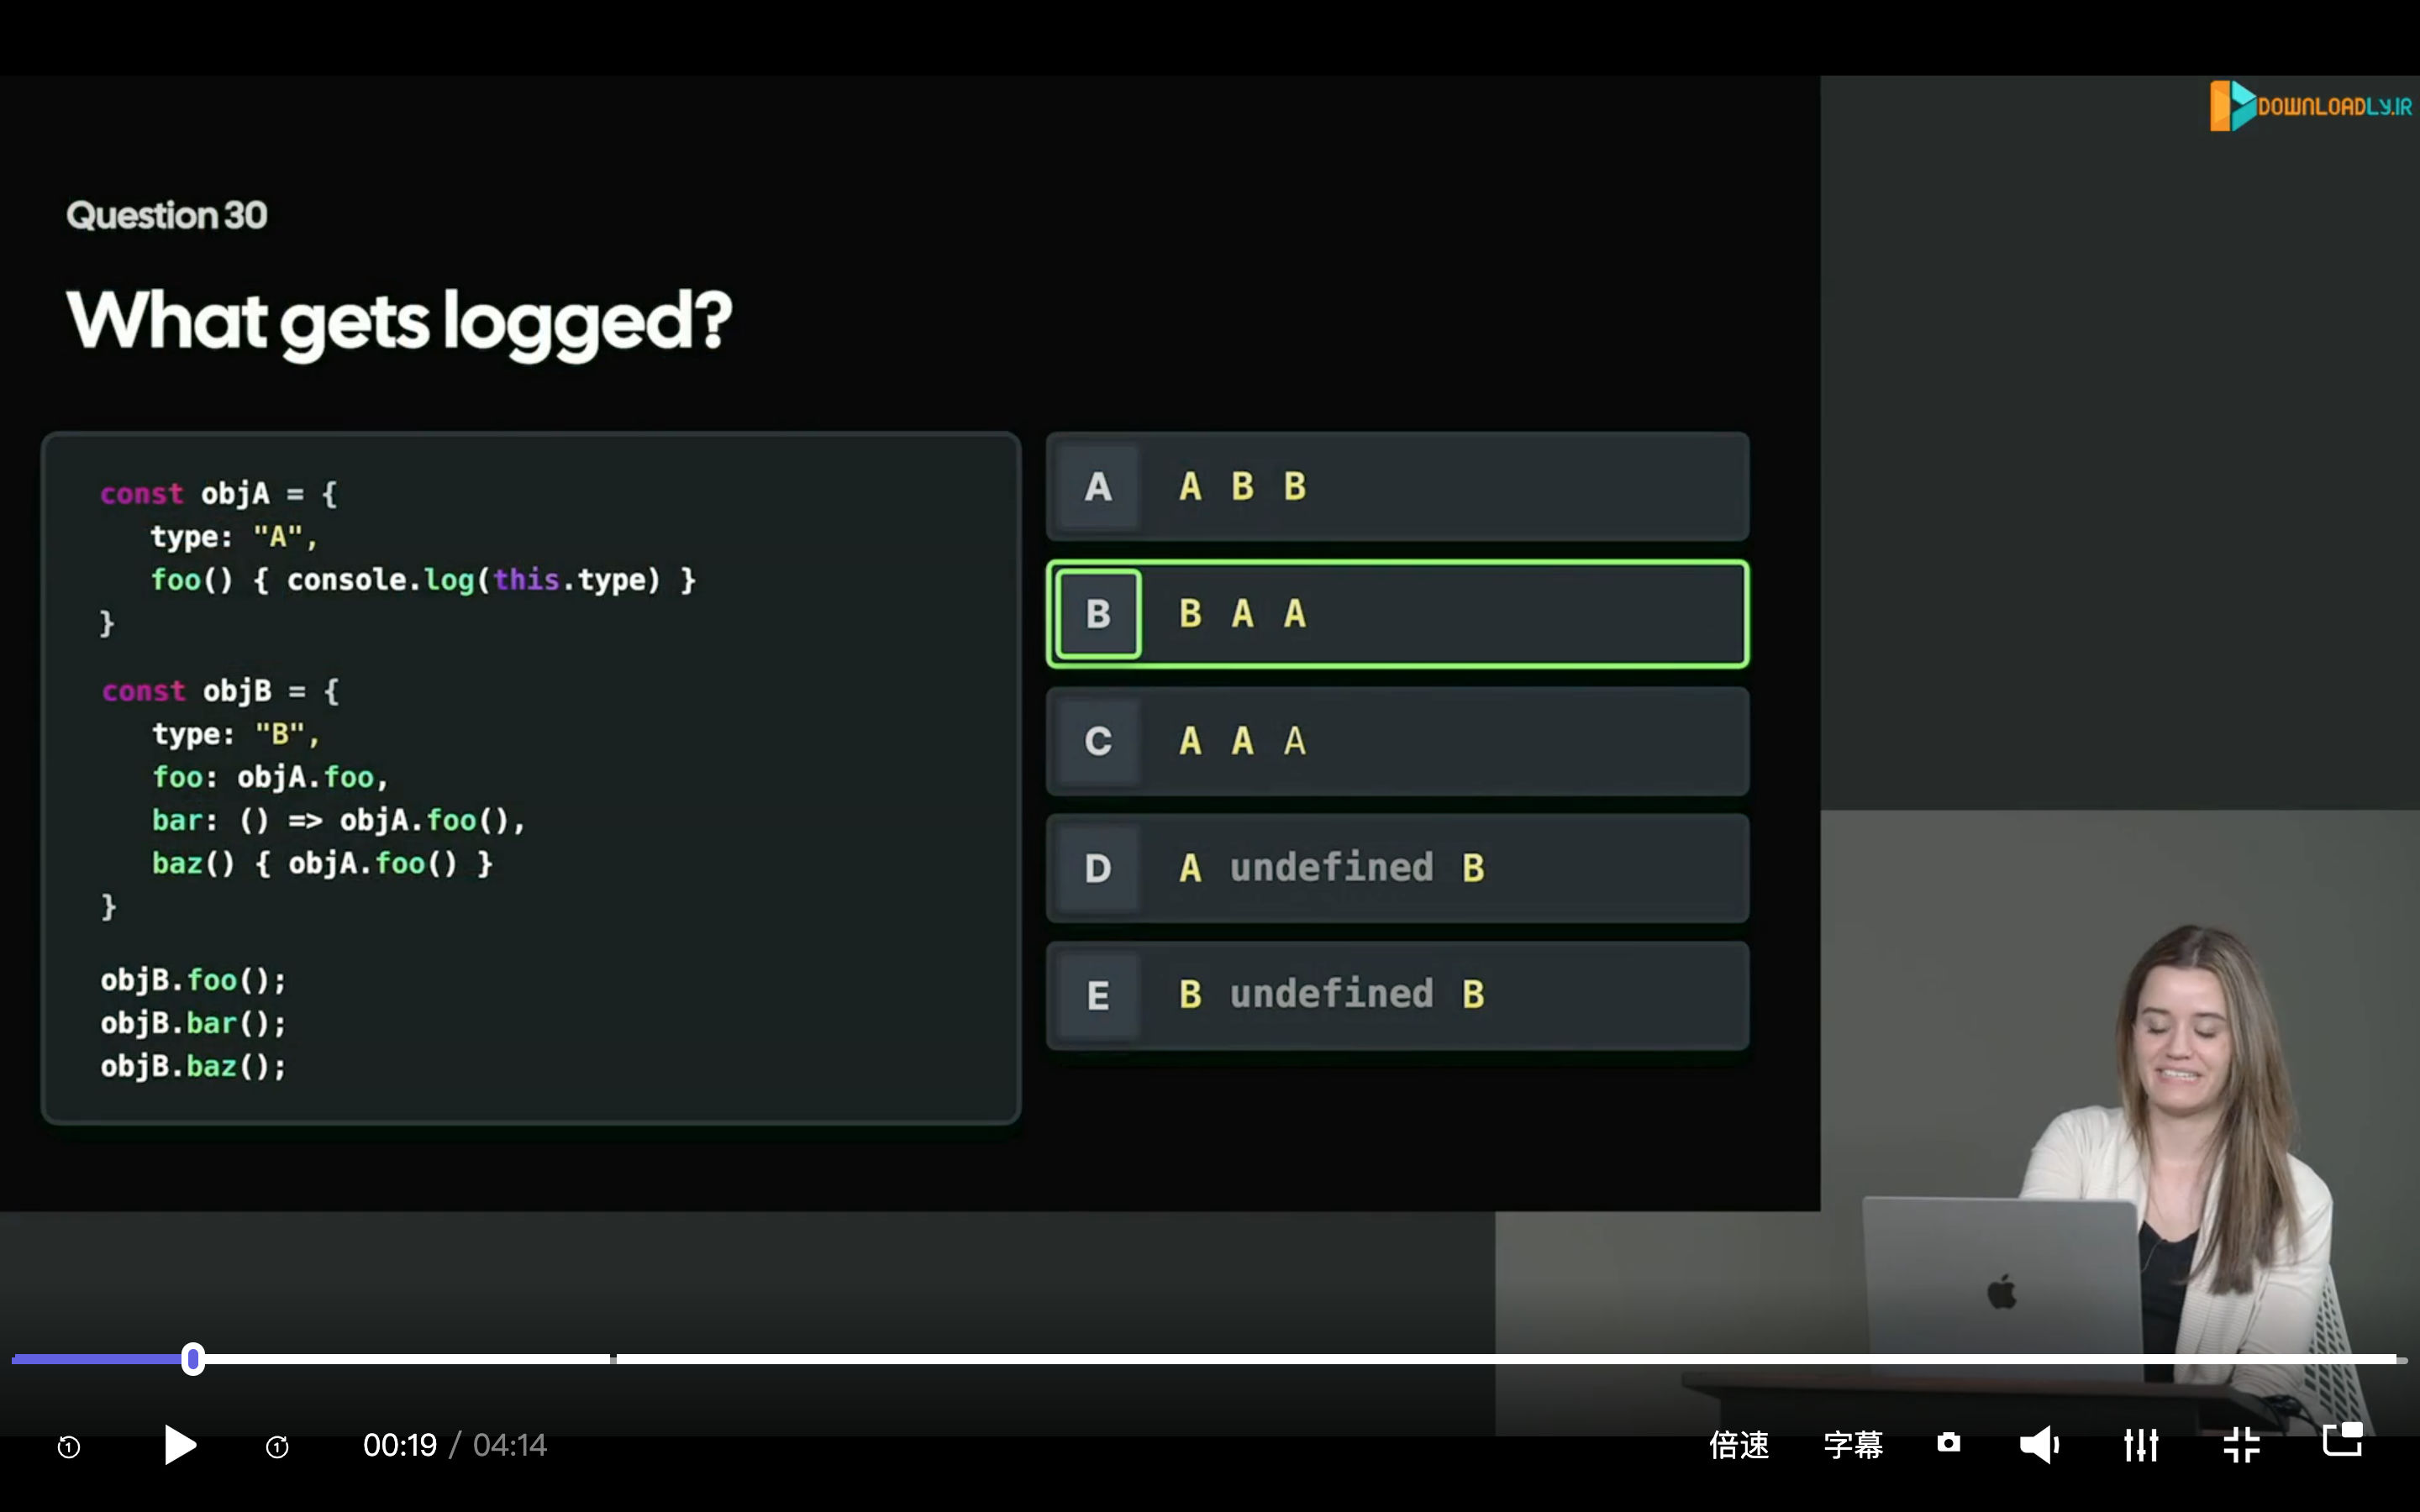 DOWNLOADLY.IR
Question 30
What gets logged?
const objA = {
type: "A",
foo() { console.log(this.type) }
}
const objB = {
type: "B",
foo: objA.foo,
bar: () => objA.foo(),
baz() { objA.foo() }
}
objB.foo();
objB.bar();
objB.baz();
A A B B
B B A A
C A A A
D A undefined B
E B undefined B
1
1
00:19 / 04:14
倍速
字幕